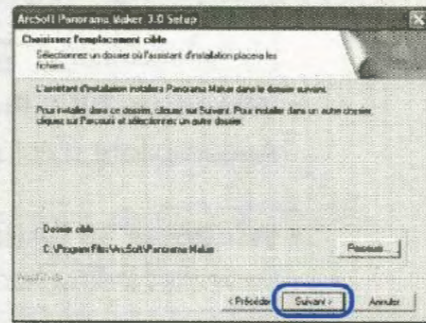 ArcSoft Panorama Maker 3.0 Setup
Choisissez l'emplacement cible
Sélectionnez un dossier où l'assistant d'installation placera les
fichiers.
L'assistant d'installation installera Panorama Maker dans le dossier suivant.
Pour installer dans ce dossier, cliquez sur Suivant. Pour installer dans un autre dossier,
cliquez sur Parcourir et sélectionnez un autre dossier.
Dossier cible
C:\Program Files\ArcSoft\Panorama Maker
Parcourir...
< Précédent
Suivant >
Annuler